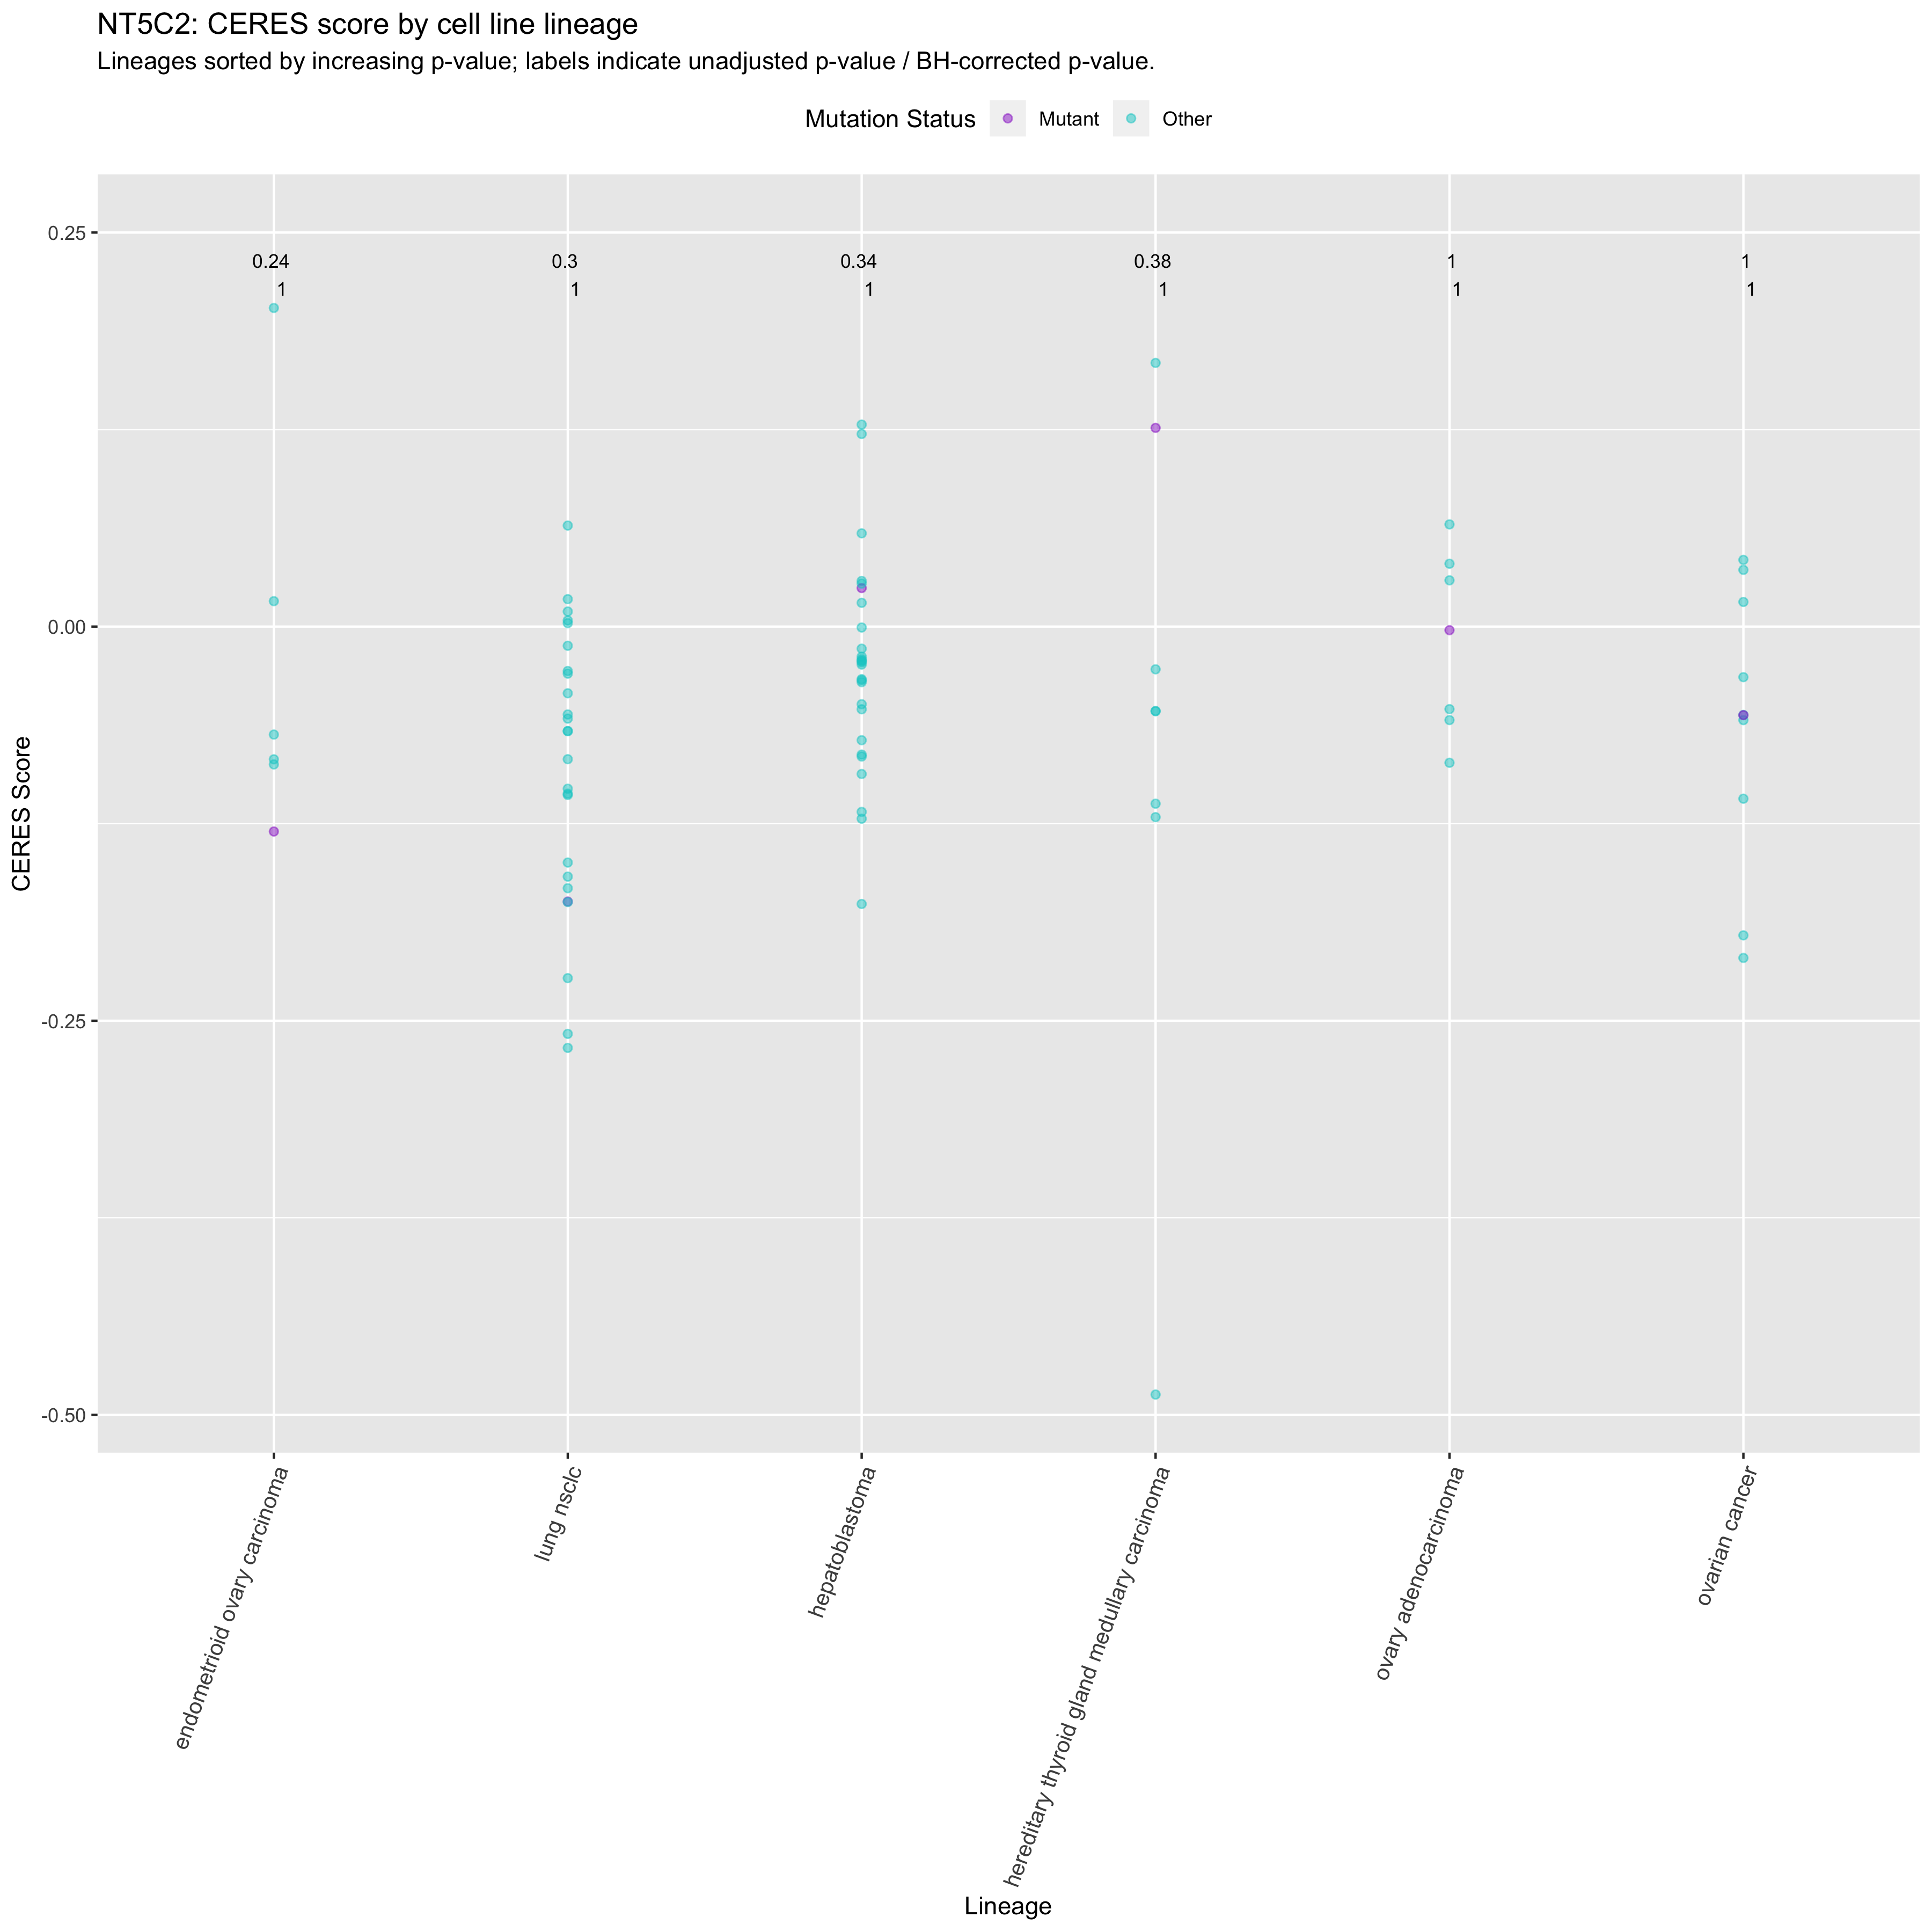 NT5C2: CERES score by cell line lineage
Lineages sorted by increasing p-value; labels indicate unadjusted p-value / BH-corrected p-value.
Mutation Status Mutant Other
0.25
0.24 0.3 0.34 0.38 1 1
1 1 1 1 1 1
0.00
-0.25
-0.50
CERES Score
endometrioid ovary carcinoma
lung nsclc
hepatoblastoma
hereditary thyroid gland medullary carcinoma
ovary adenocarcinoma
ovarian cancer
Lineage